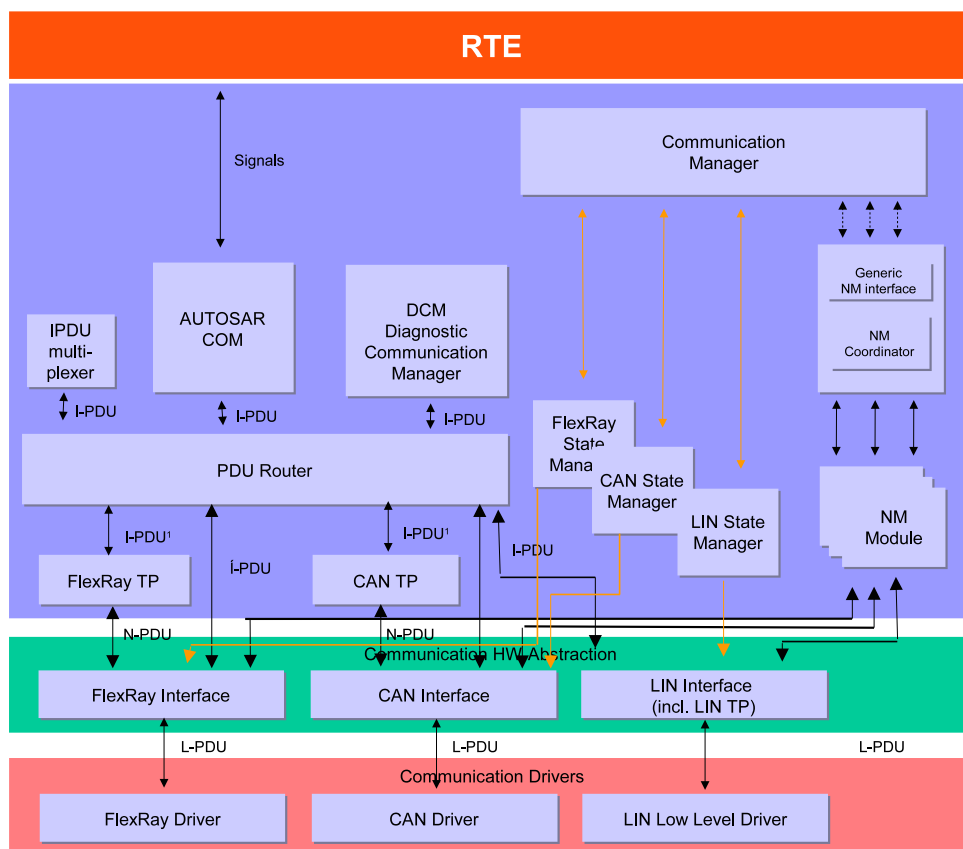 RTE
Signals
Communication
Manager
Generic
NM interface
NM
Coordinator
AUTOSAR
COM
DCM
Diagnostic
Communication
Manager
IPDU
multi-
plexer
I-PDU
I-PDU
I-PDU
FlexRay
State
Mana
CAN State
Manager
LIN State
Manager
NM
Module
PDU Router
I-PDU¹
Í-PDU
I-PDU¹
I-PDU
FlexRay TP
CAN TP
N-PDU
N-PDU
Communication HW Abstraction
FlexRay Interface
CAN Interface
LIN Interface
(incl. LIN TP)
L-PDU
L-PDU
L-PDU
Communication Drivers
FlexRay Driver
CAN Driver
LIN Low Level Driver